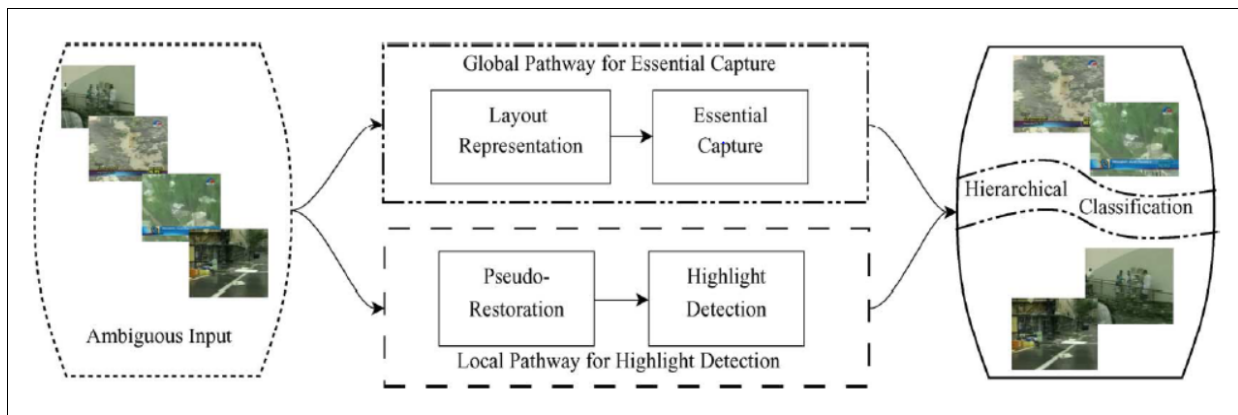 Ambiguous Input
Global Pathway for Essential Capture
Layout
Representation
Essential
Capture
Pseudo-
Restoration
Highlight
Detection
Local Pathway for Highlight Detection
Hierarchical
Classification